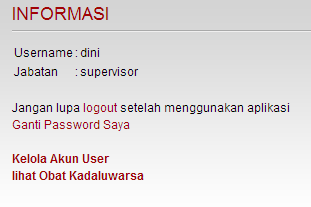 INFORMASI
Username : dini
Jabatan : supervisor
Jangan lupa logout setelah menggunakan aplikasi
Ganti Password Saya
Kelola Akun User
lihat Obat Kadaluwarsa